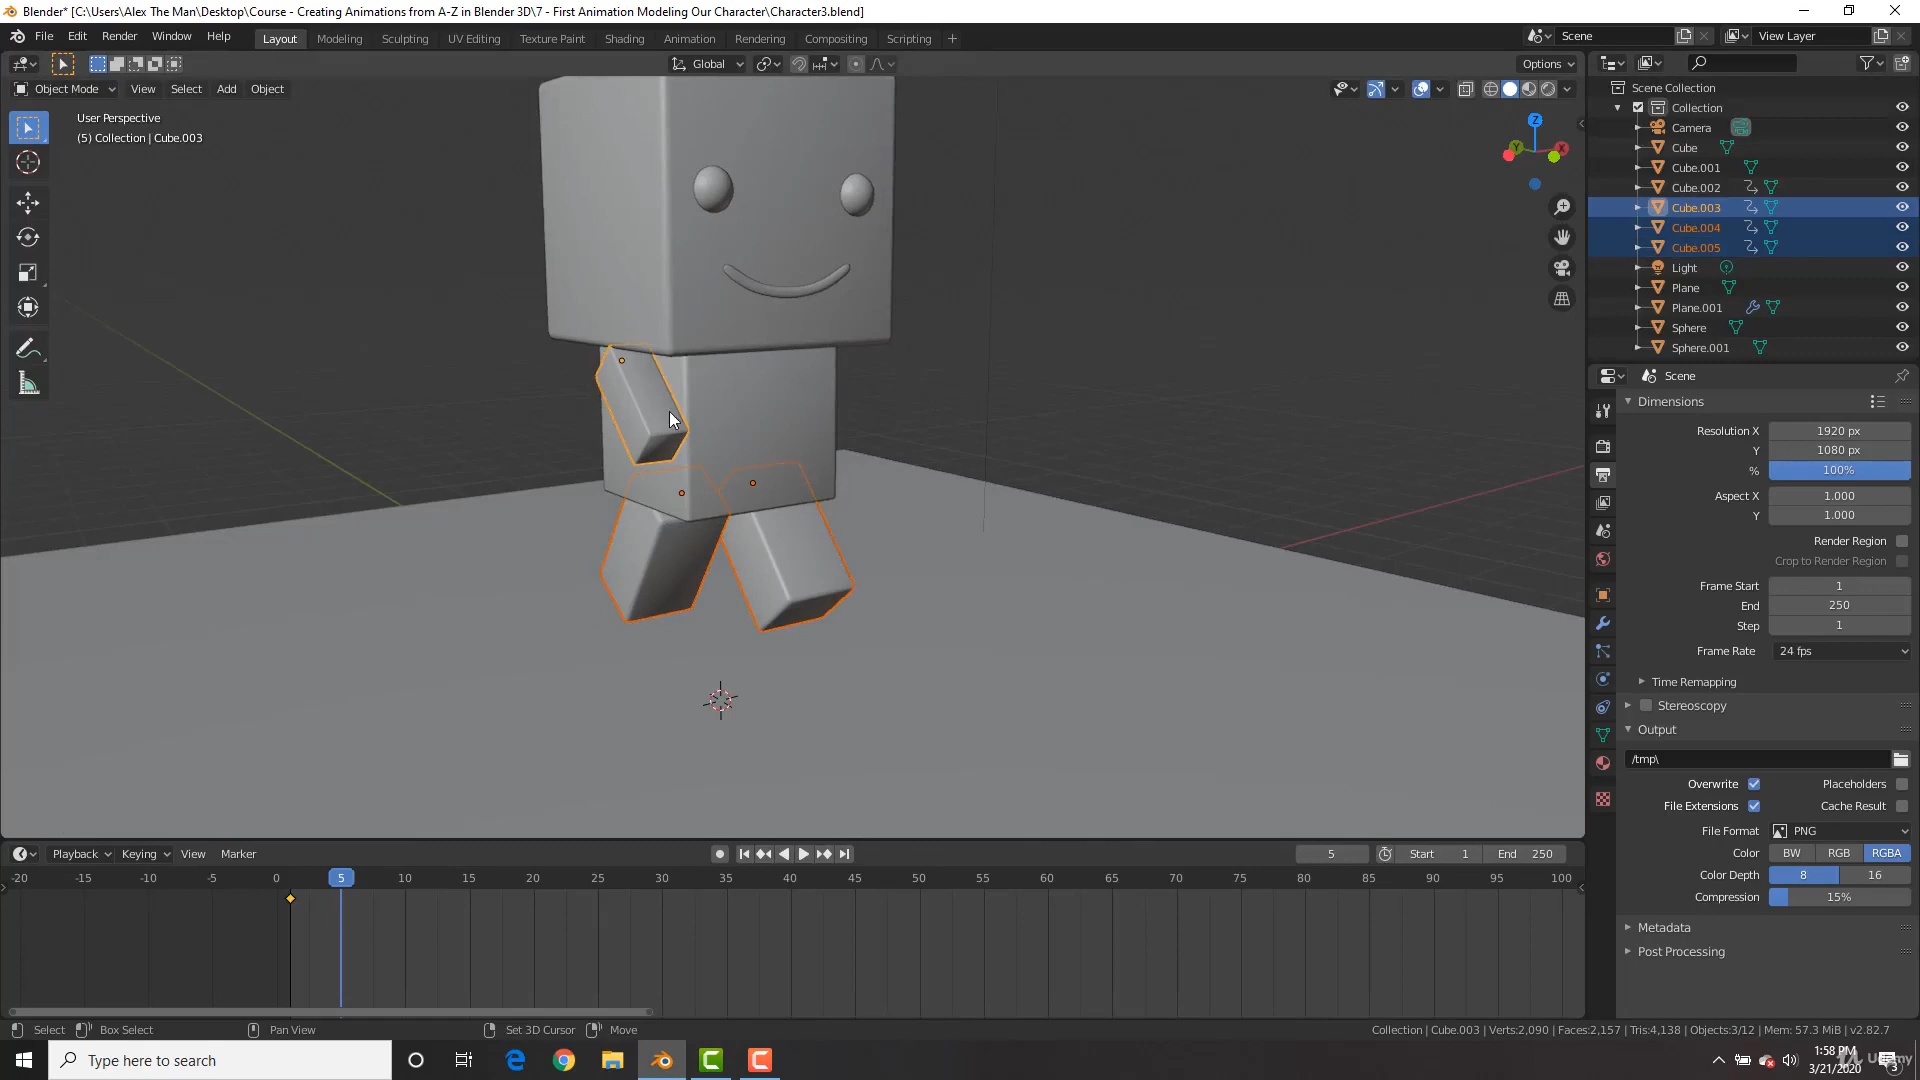 Blender* [C:\Users\Alex The Man\Desktop\Course - Creating Animations from A-Z in Blender 3D\7 - First Animation Modeling Our Character\Character3.blend]
File Edit Render Window Help Layout Modeling Sculpting UV Editing Texture Paint Shading Animation Rendering Compositing Scripting + Scene View Layer
Global Options
Object Mode View Select Add Object
User Perspective
(5) Collection | Cube.003
Z
Y
X
Scene Collection
Collection
Camera
Cube
Cube.001
Cube.002
Cube.003
Cube.004
Cube.005
Light
Plane
Plane.001
Sphere
Sphere.001
Scene
Dimensions
Resolution X 1920 px
Y 1080 px
% 100%
Aspect X 1.000
Y 1.000
Render Region
Crop to Render Region
Frame Start 1
End 250
Step 1
Frame Rate 24 fps
Time Remapping
Stereoscopy
Output
/tmp\
Overwrite Placeholders
File Extensions Cache Result
File Format PNG
Color BW RGB RGBA
Color Depth 8 16
Compression 15%
Metadata
Post Processing
Playback Keying View Marker 5 Start 1 End 250
-20 -15 -10 -5 0 5 10 15 20 25 30 35 40 45 50 55 60 65 70 75 80 85 90 95 100
Select Box Select Pan View Set 3D Cursor Move Collection | Cube.003 | Verts:2,090 | Faces:2,157 | Tris:4,138 | Objects:3/12 | Mem: 57.3 MiB | v2.82.7
Type here to search
1:58 PM
3/21/2020
3
Udemy